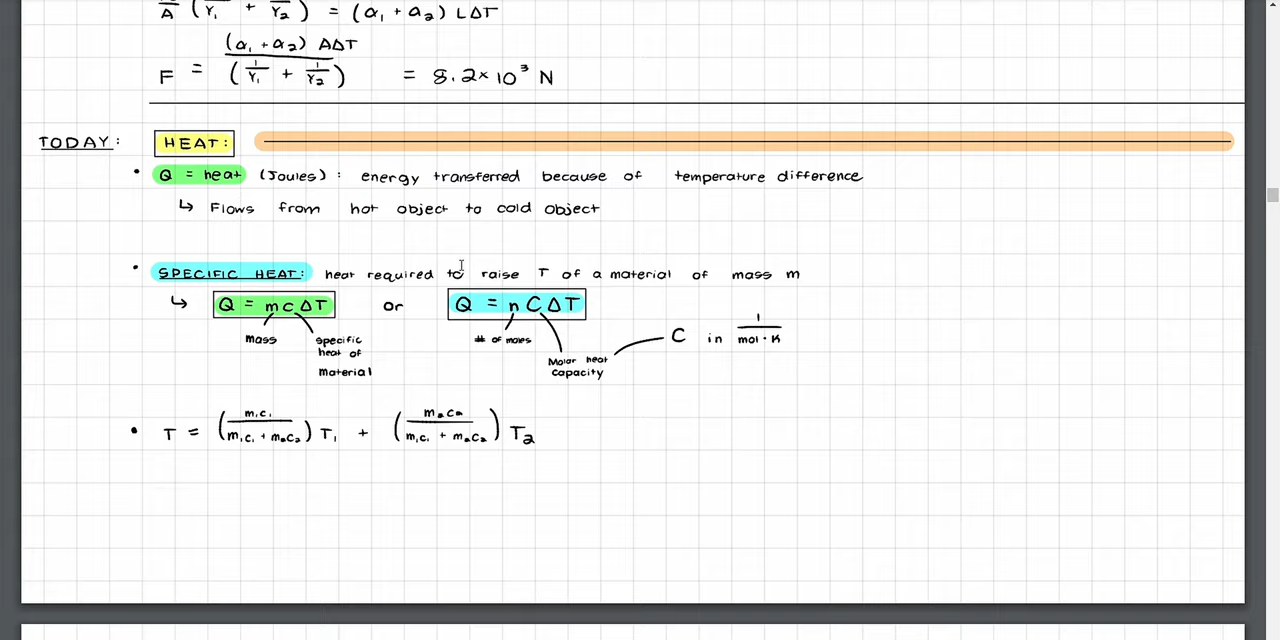 A ( 1/Y₁ + 1/Y₂ ) = (α₁ + α₂) LΔT
F = (α₁ + α₂) AΔT / ( 1/Y₁ + 1/Y₂ ) = 8.2 × 10³ N
TODAY: HEAT:
• Q = heat (Joules) : energy transferred because of temperature difference
↳ Flows from hot object to cold object
• SPECIFIC HEAT: heat required to raise T of a material of mass m
↳ Q = mcΔT or Q = nCΔT
mass specific heat of material # of moles Molar heat capacity C in 1/mol·K
• T = ( m₁c₁ / m₁c₁ + m₂c₂ ) T₁ + ( m₂c₂ / m₁c₁ + m₂c₂ ) T₂